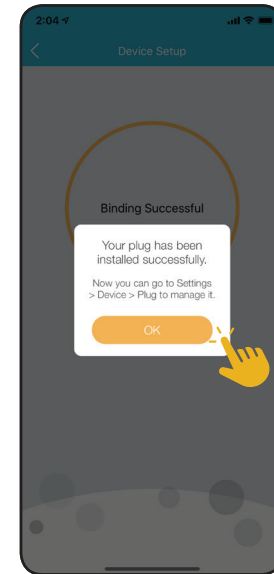 2:04
Device Setup
Binding Successful
Your plug has been
installed successfully.
Now you can go to Settings
> Device > Plug to manage it.
OK